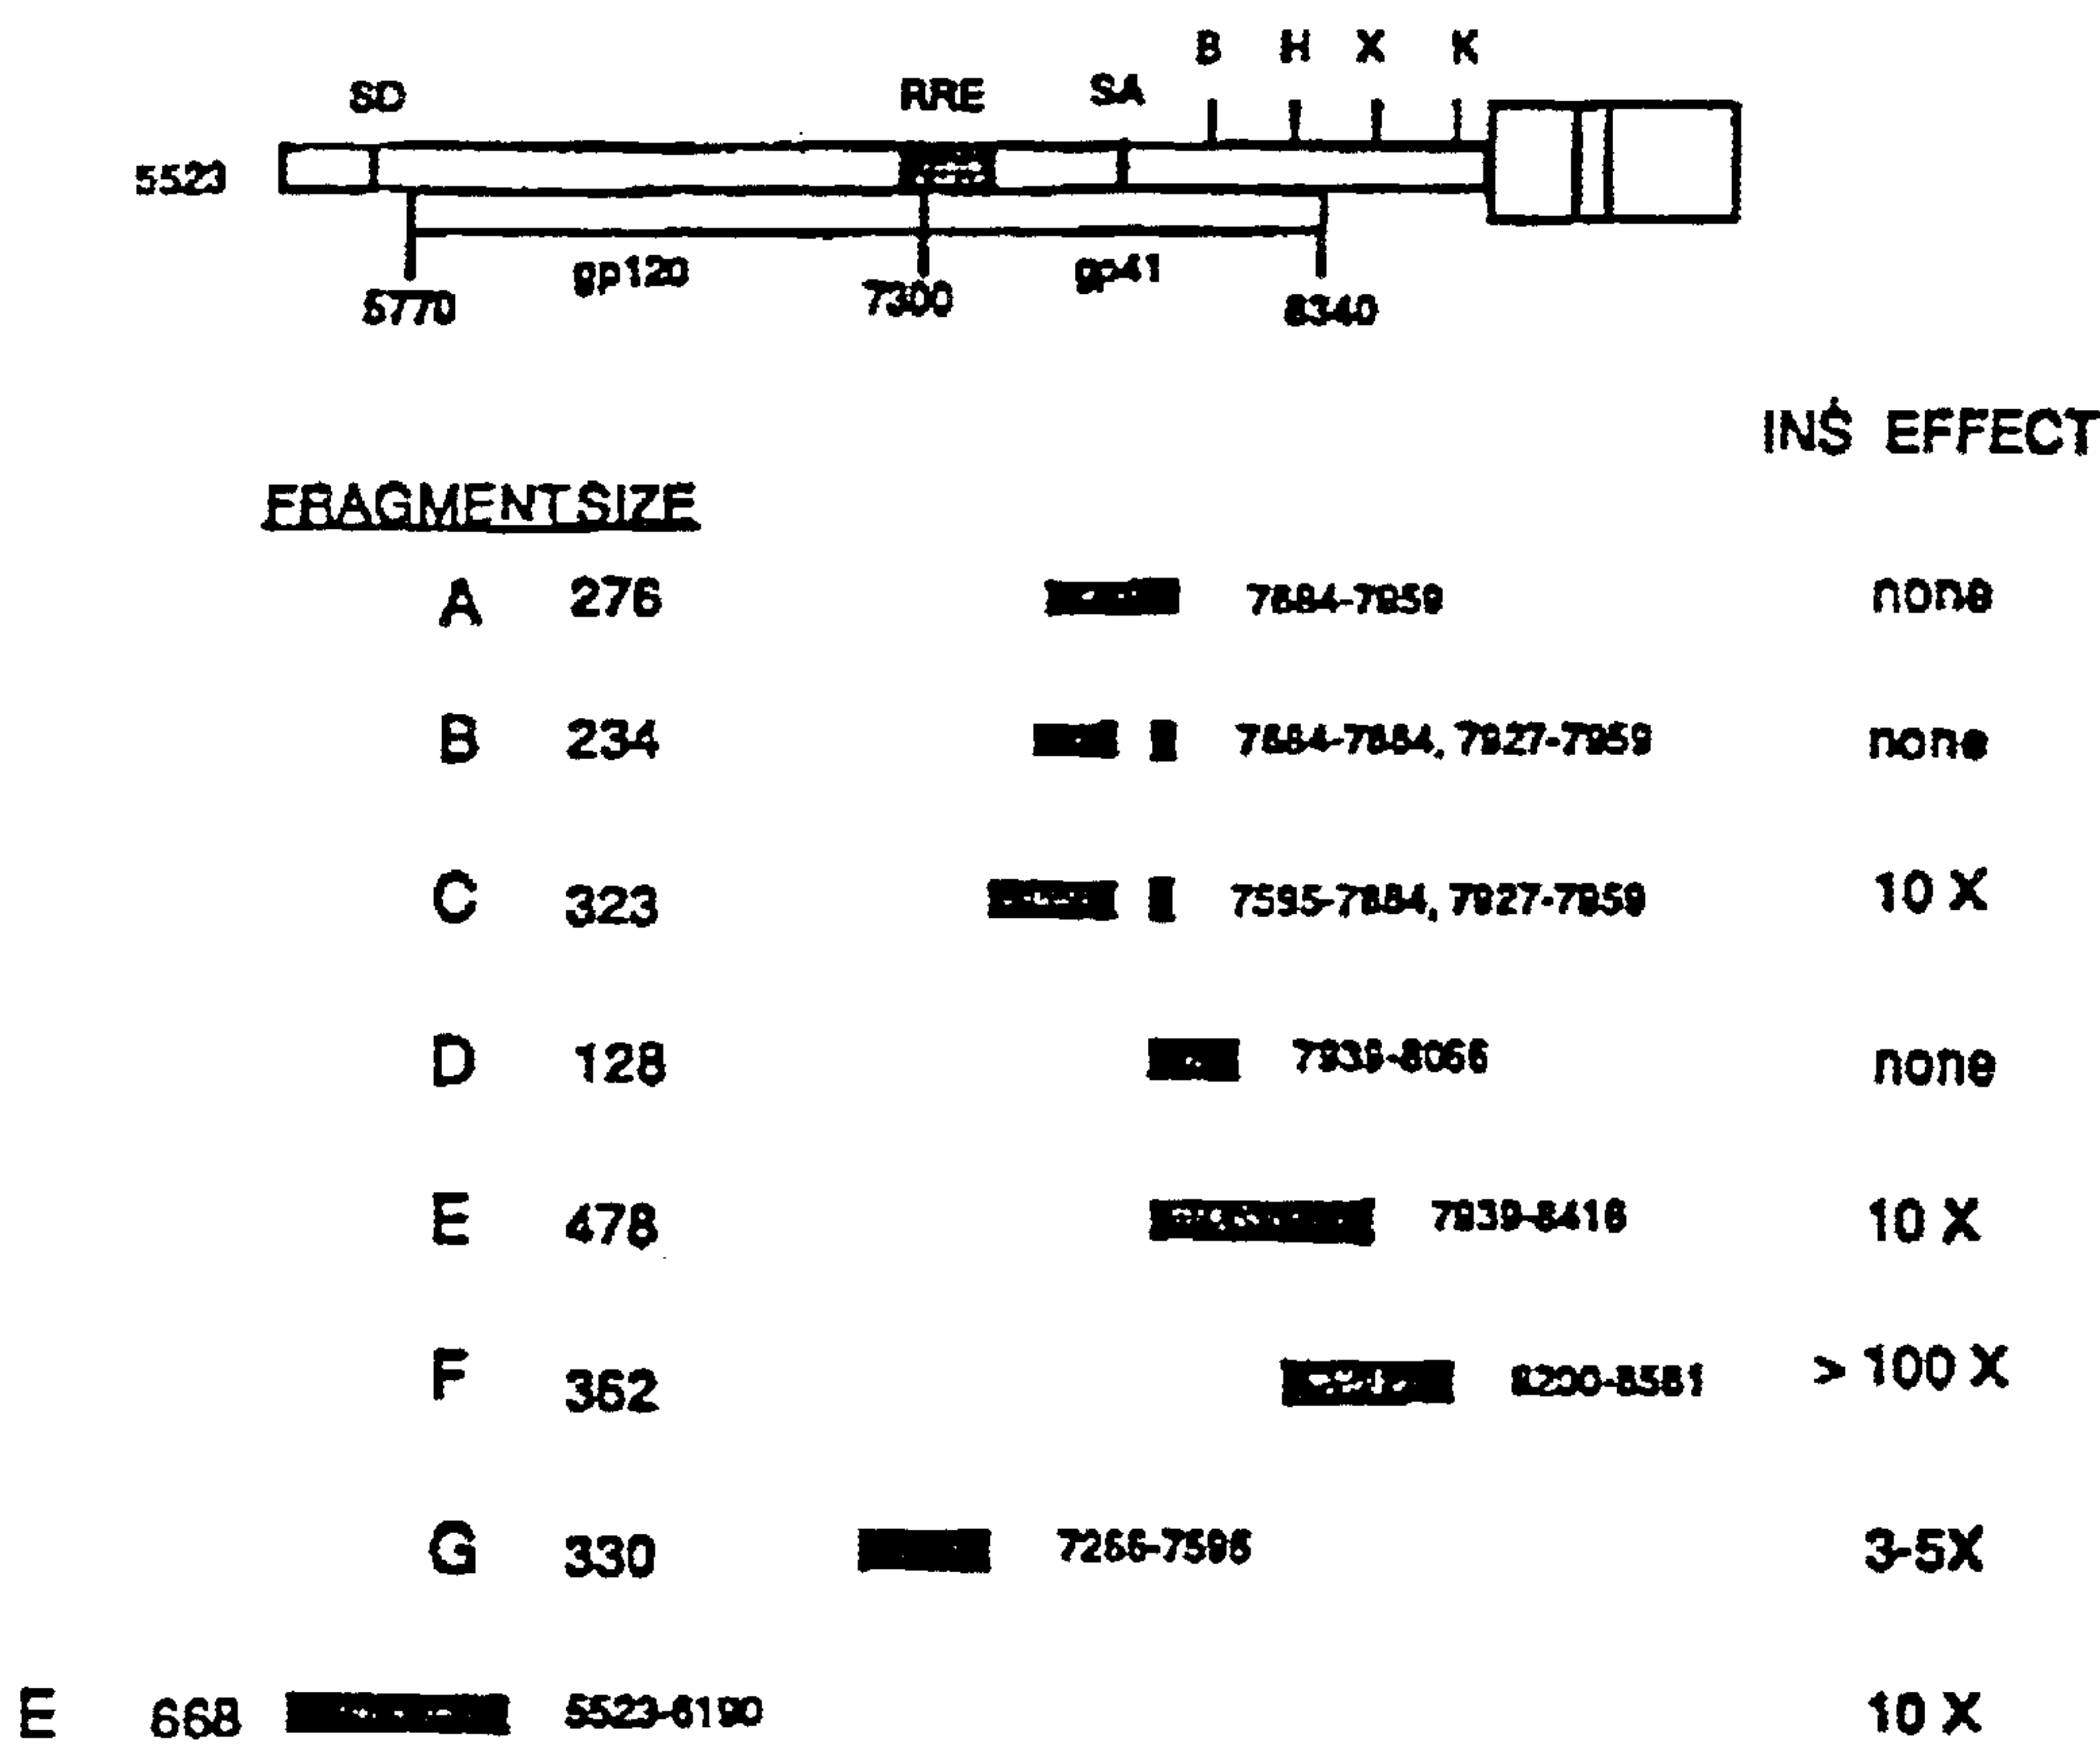 B H X K
SD RRE SA
5523
gp120 gp41
5770 7300 8340
INS EFFECT
FRAGMENT SIZE
A 276 7684-7959 none
B 234 7684-7884, 7927-7959 none
C 323 7595-7884, 7927-7959 10 X
D 128 7939-8066 none
E 478 7939-8416 10 X
F 362 8200-8561 > 100 X
G 330 7266-7595 3-5X
E 668 5523-6190 10 X